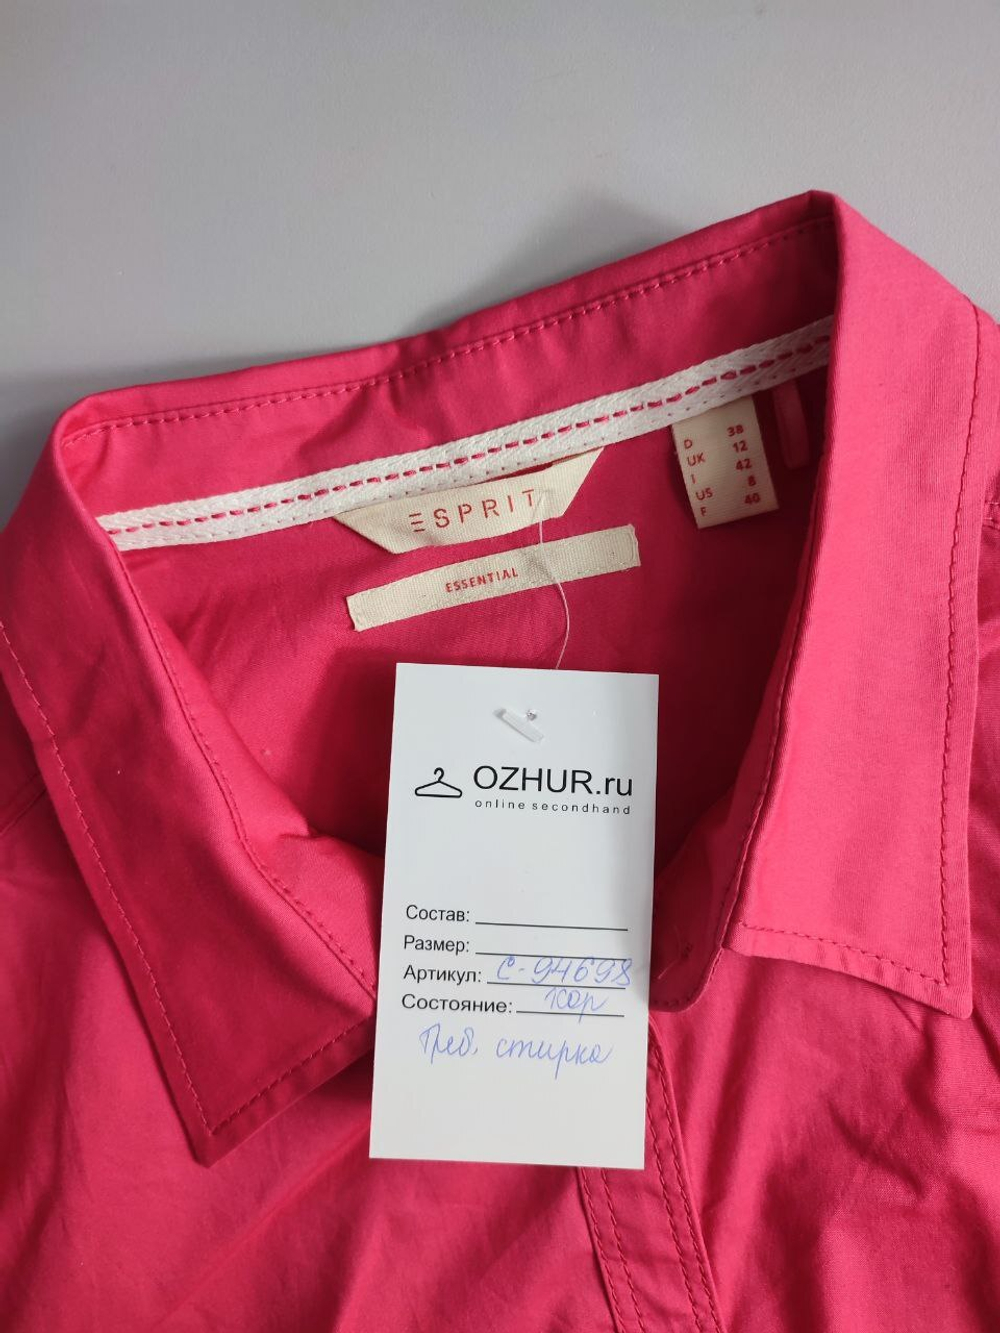 ESPRIT
ESSENTIAL
D 38
UK 12
I 42
US 8
F 40
OZHUR.ru
online secondhand
Состав:
Размер:
Артикул: С-94698
Состояние: хор
Треб. стирка